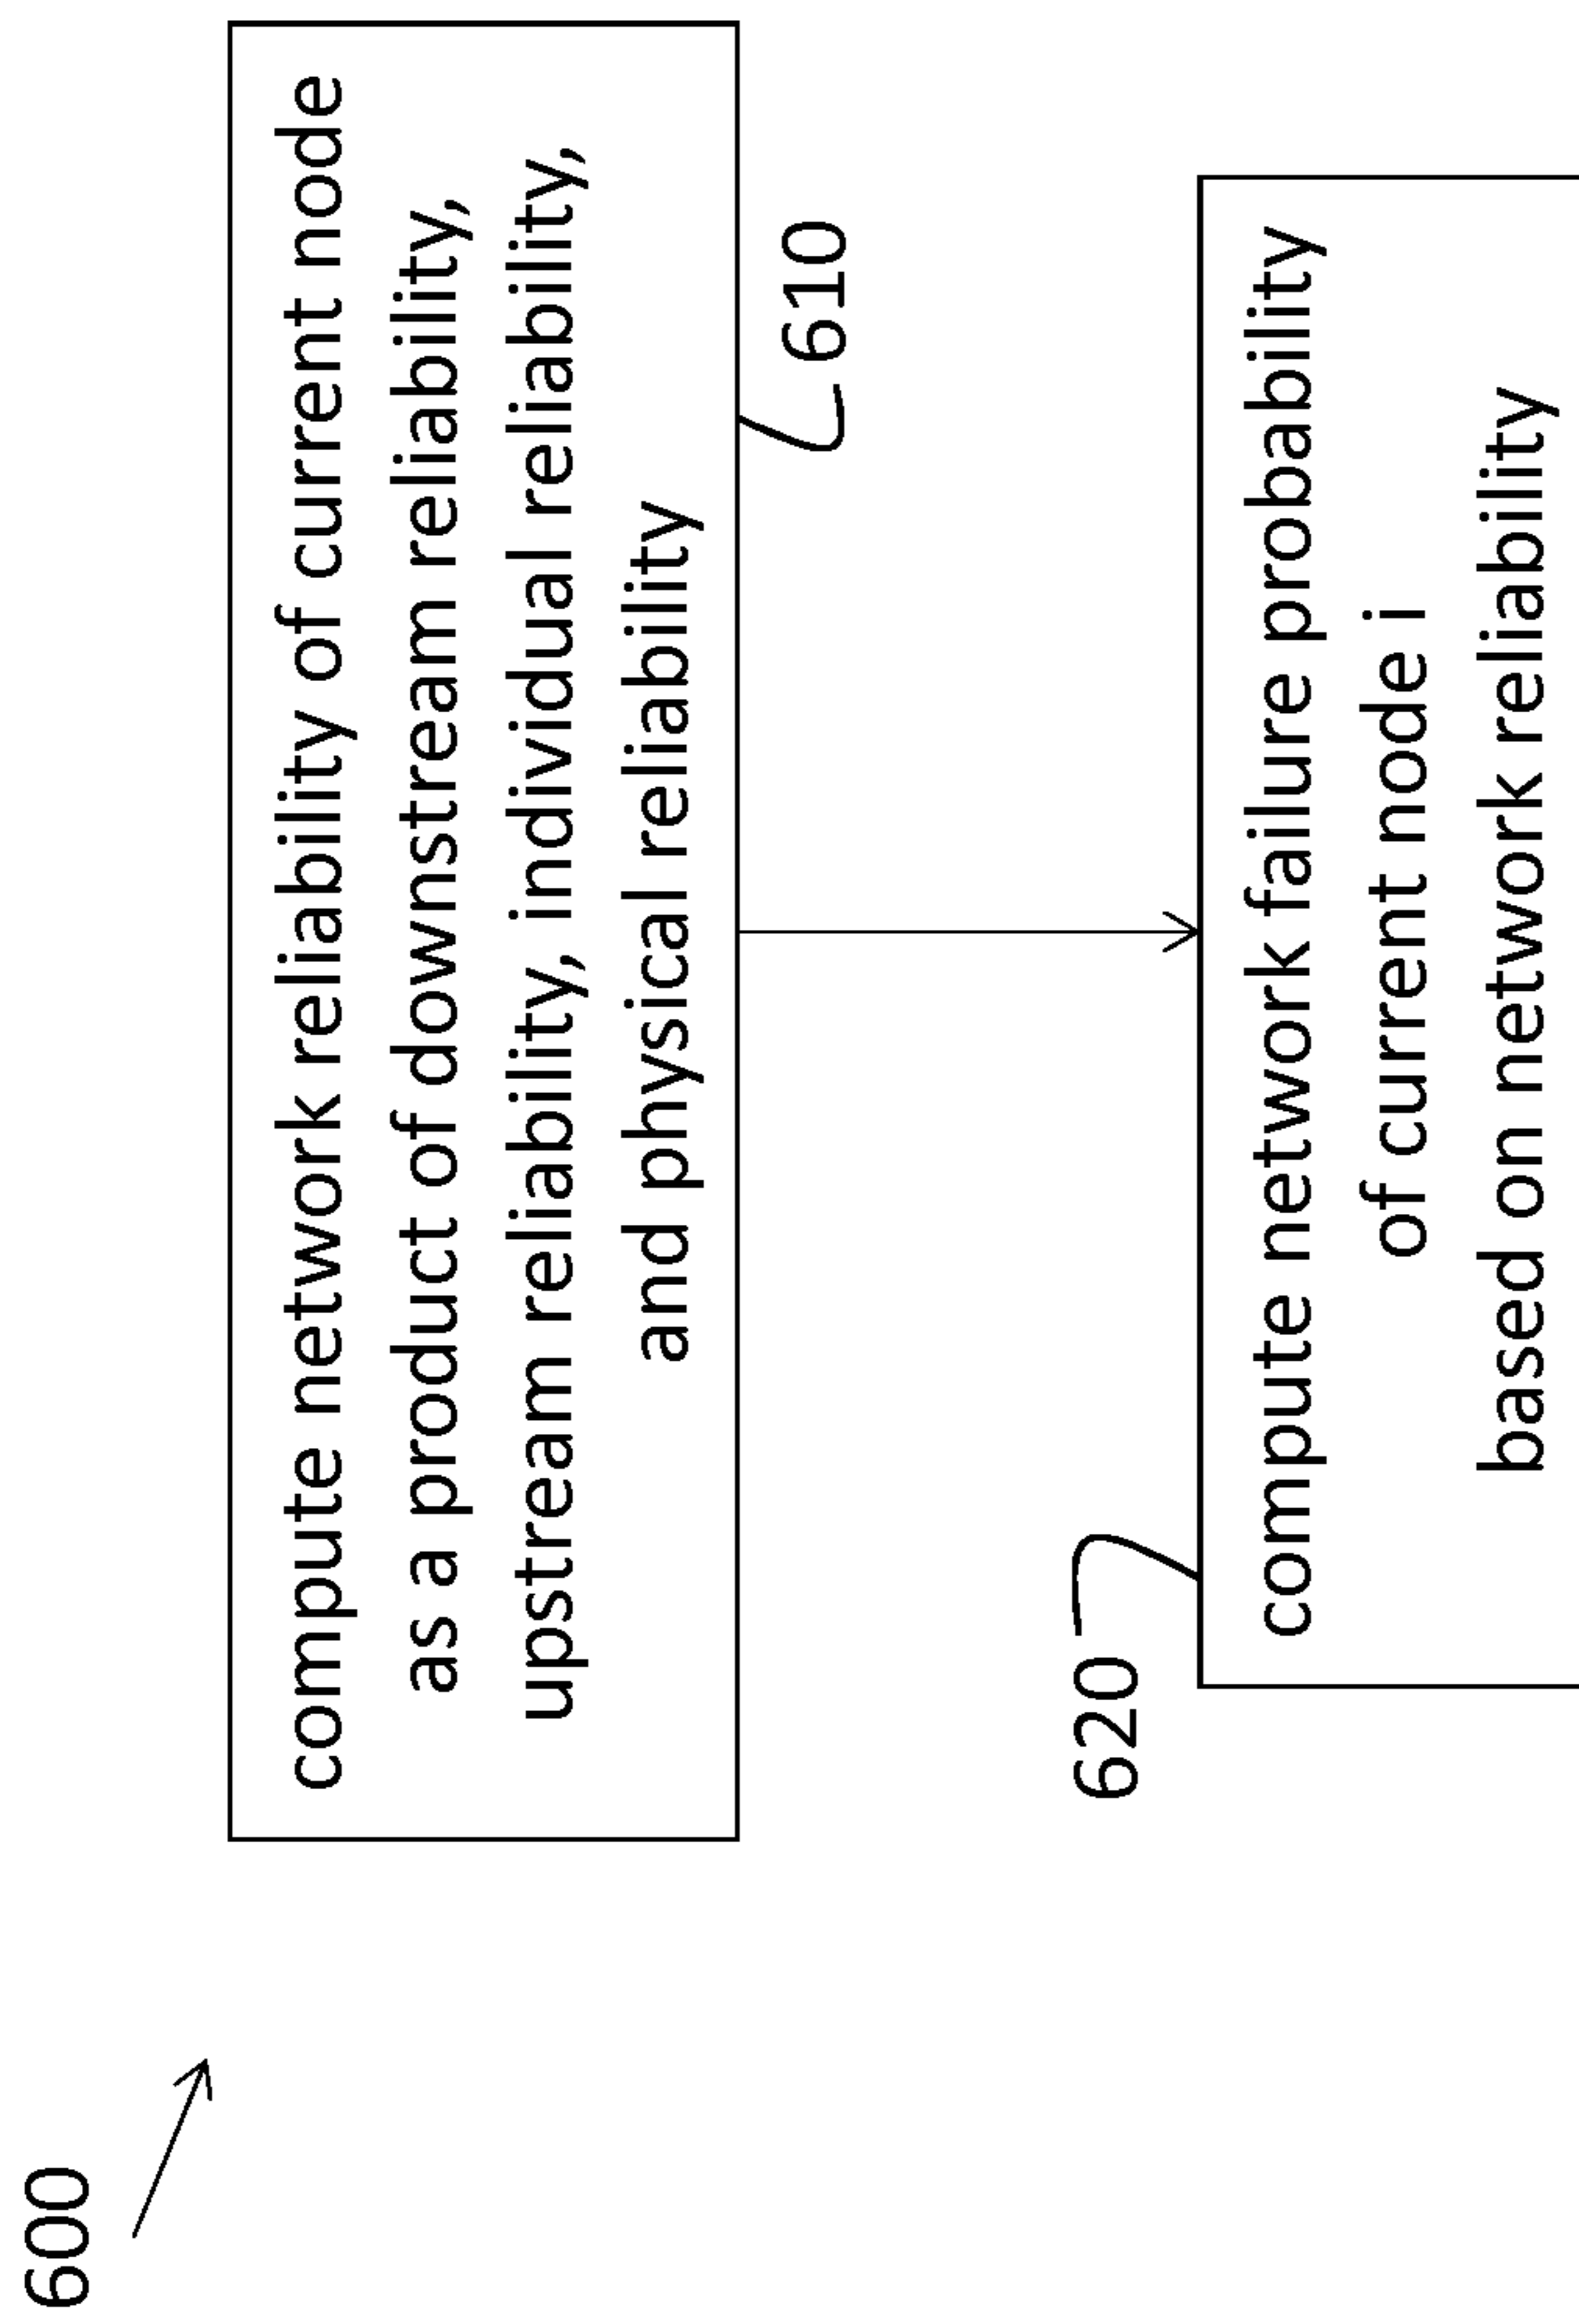 600
compute network reliability of current node
as a product of downstream reliability,
upstream reliability, individual reliability,
and physical reliability
610
620
compute network failure probability
of current node i
based on network reliability